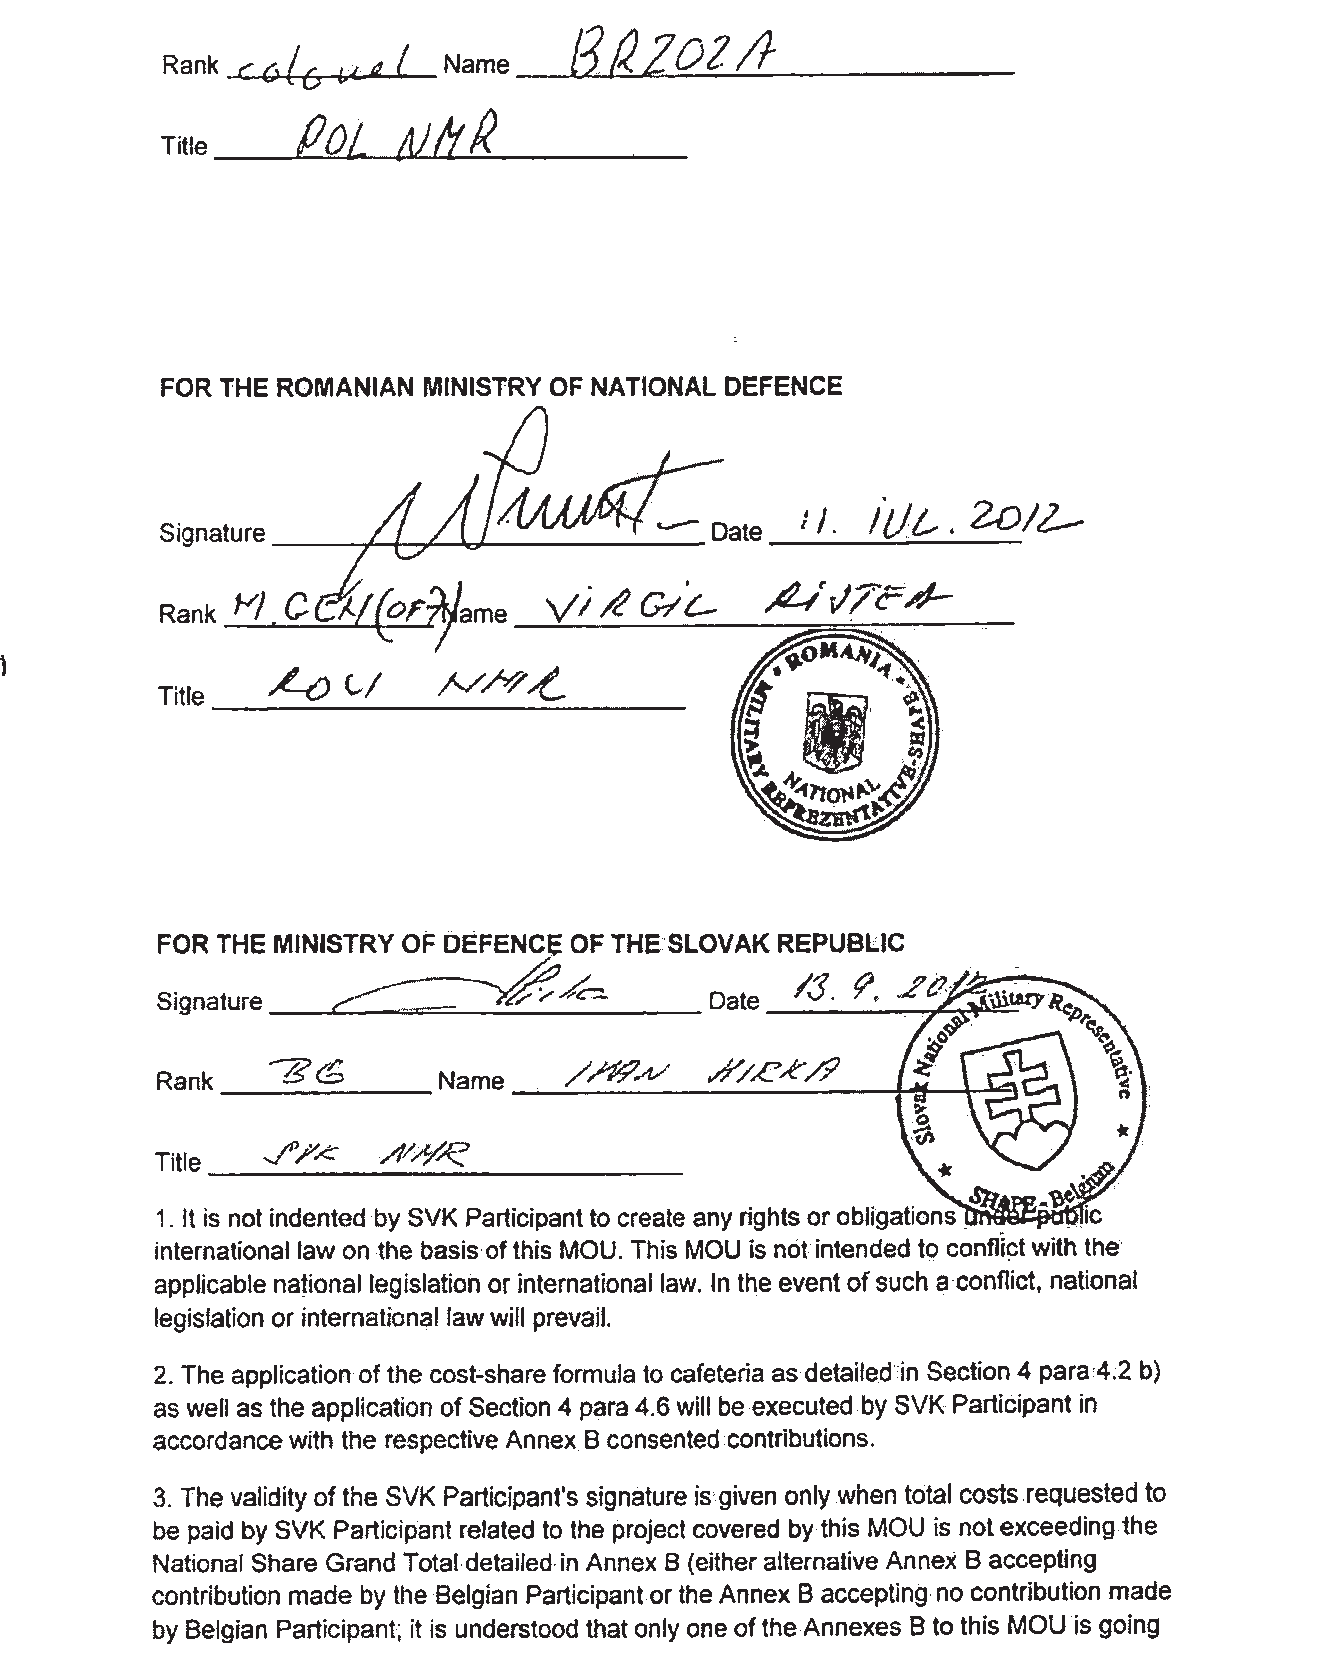 Rank colonel Name BRZOZA
Title POL NMR
FOR THE ROMANIAN MINISTRY OF NATIONAL DEFENCE
Signature Date 11. iUL. 2012
Rank M.GEN(OF7) Name ViRGiL RiSTEA
Title ROU NMR
ROMANIA
MILITARY REPREZENTATIVE-SHAPE
NATIONAL
FOR THE MINISTRY OF DEFENCE OF THE SLOVAK REPUBLIC
Signature Date 13. 9. 2012
Rank BG Name IVAN HIRKA
Title SVK NMR
Slovak National Military Representative
SHAPE - Belgium
1. It is not indented by SVK Participant to create any rights or obligations under public
international law on the basis of this MOU. This MOU is not intended to conflict with the
applicable national legislation or international law. In the event of such a conflict, national
legislation or international law will prevail.
2. The application of the cost-share formula to cafeteria as detailed in Section 4 para 4.2 b)
as well as the application of Section 4 para 4.6 will be executed by SVK Participant in
accordance with the respective Annex B consented contributions.
3. The validity of the SVK Participant's signature is given only when total costs requested to
be paid by SVK Participant related to the project covered by this MOU is not exceeding the
National Share Grand Total detailed in Annex B (either alternative Annex B accepting
contribution made by the Belgian Participant or the Annex B accepting no contribution made
by Belgian Participant; it is understood that only one of the Annexes B to this MOU is going